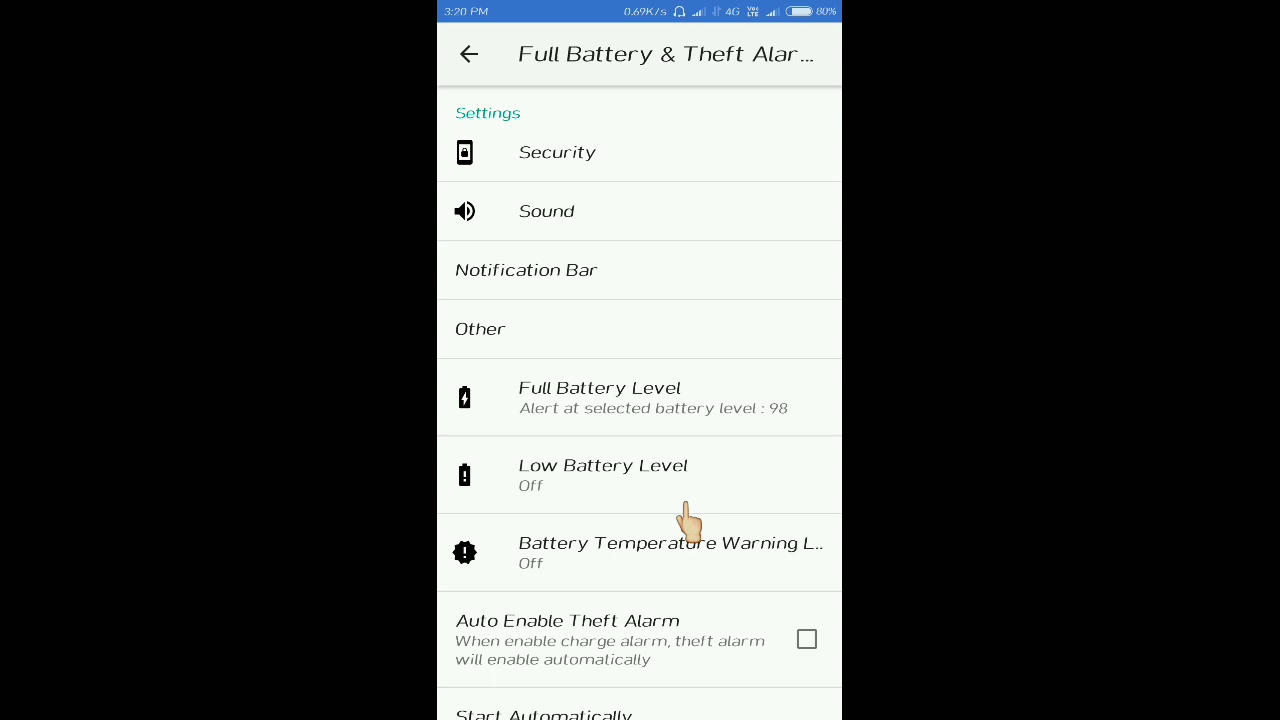 3:20 PM 0.69K/s 4G Vo LTE 80%
Full Battery & Theft Alar...
Settings
Security
Sound
Notification Bar
Other
Full Battery Level
Alert at selected battery level : 98
Low Battery Level
Off
Battery Temperature Warning L..
Off
Auto Enable Theft Alarm
When enable charge alarm, theft alarm
will enable automatically
Start Automatically